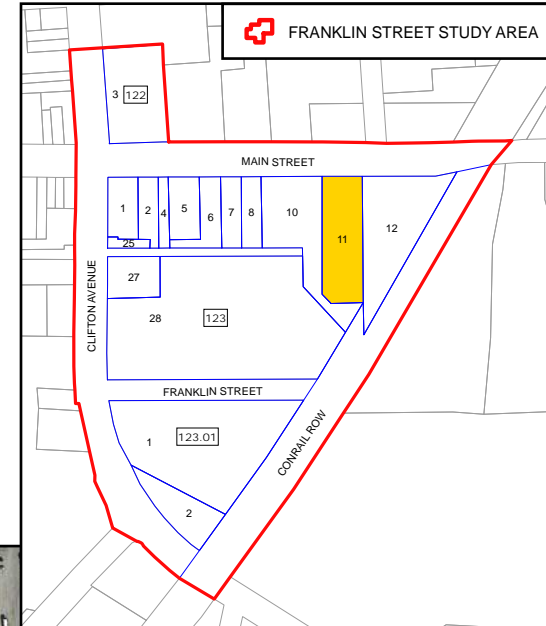 FRANKLIN STREET STUDY AREA
3 122
MAIN STREET
1 2 4 5 6 7 8 10 11 12
25
27
CLIFTON AVENUE
28 123
FRANKLIN STREET
1 123.01
CONRAIL ROW
2